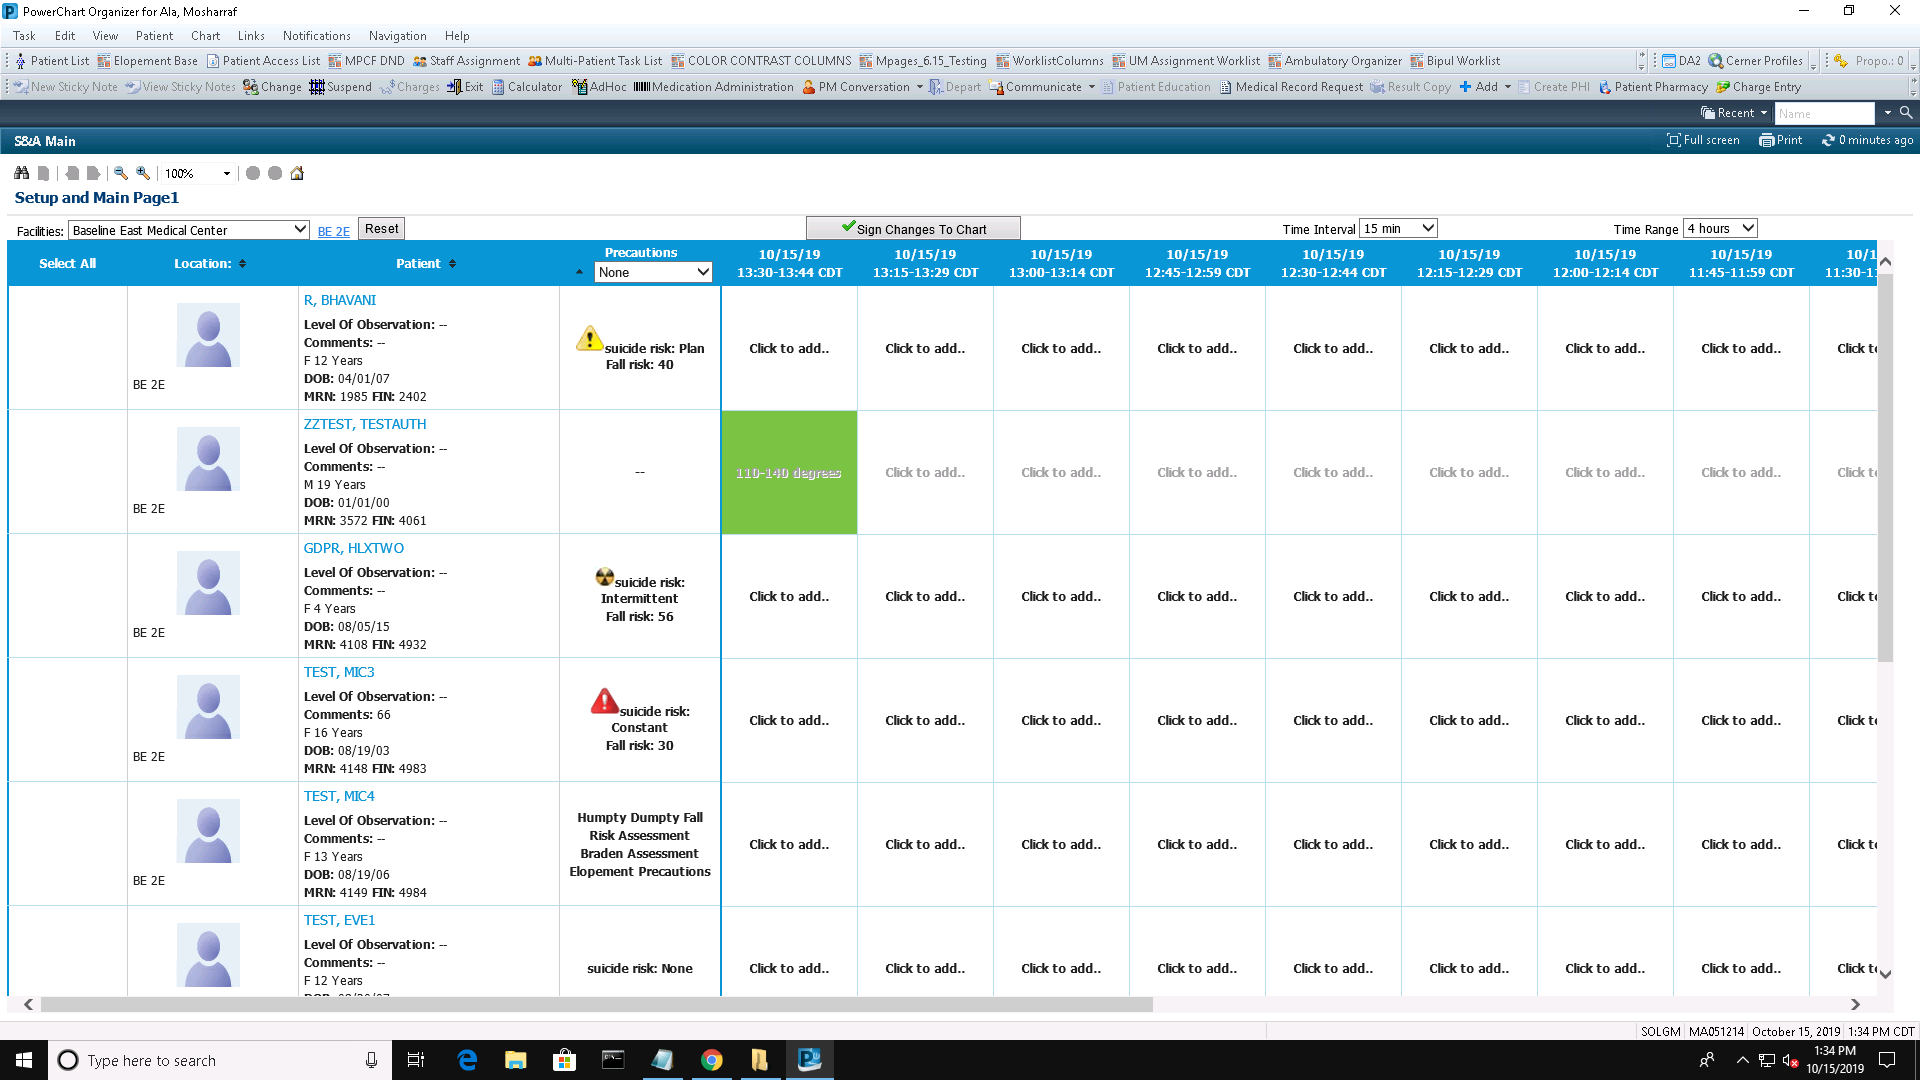 PowerChart Organizer for Ala, Mosharraf
Task Edit View Patient Chart Links Notifications Navigation Help
Patient List Elopement Base Patient Access List MPCF DND Staff Assignment Multi-Patient Task List COLOR CONTRAST COLUMNS Mpages_6.15_Testing WorklistColumns UM Assignment Worklist Ambulatory Organizer Bipul Worklist DA2 Cerner Profiles Propo.: 0
New Sticky Note View Sticky Notes Change Suspend Charges Exit Calculator AdHoc Medication Administration PM Conversation Depart Communicate Patient Education Medical Record Request Result Copy Add Create PHI Patient Pharmacy Charge Entry
Recent Name
S&A Main Full screen Print 0 minutes ago
100%
Setup and Main Page1
Facilities: Baseline East Medical Center BE 2E Reset Sign Changes To Chart Time Interval 15 min Time Range 4 hours
Select All Location: Patient Precautions None
10/15/19 10/15/19 10/15/19 10/15/19 10/15/19 10/15/19 10/15/19 10/15/19 10/1
13:30-13:44 CDT 13:15-13:29 CDT 13:00-13:14 CDT 12:45-12:59 CDT 12:30-12:44 CDT 12:15-12:29 CDT 12:00-12:14 CDT 11:45-11:59 CDT 11:30-1
BE 2E
R, BHAVANI
Level Of Observation: --
Comments: --
F 12 Years
DOB: 04/01/07
MRN: 1985 FIN: 2402
suicide risk: Plan
Fall risk: 40
Click to add.. Click to add.. Click to add.. Click to add.. Click to add.. Click to add.. Click to add.. Click to add.. Click t
BE 2E
ZZTEST, TESTAUTH
Level Of Observation: --
Comments: --
M 19 Years
DOB: 01/01/00
MRN: 3572 FIN: 4061
--
110-140 degrees Click to add.. Click to add.. Click to add.. Click to add.. Click to add.. Click to add.. Click to add.. Click t
BE 2E
GDPR, HLXTWO
Level Of Observation: --
Comments: --
F 4 Years
DOB: 08/05/15
MRN: 4108 FIN: 4932
suicide risk:
Intermittent
Fall risk: 56
Click to add.. Click to add.. Click to add.. Click to add.. Click to add.. Click to add.. Click to add.. Click to add.. Click t
BE 2E
TEST, MIC3
Level Of Observation: --
Comments: 66
F 16 Years
DOB: 08/19/03
MRN: 4148 FIN: 4983
suicide risk:
Constant
Fall risk: 30
Click to add.. Click to add.. Click to add.. Click to add.. Click to add.. Click to add.. Click to add.. Click to add.. Click t
BE 2E
TEST, MIC4
Level Of Observation: --
Comments: --
F 13 Years
DOB: 08/19/06
MRN: 4149 FIN: 4984
Humpty Dumpty Fall
Risk Assessment
Braden Assessment
Elopement Precautions
Click to add.. Click to add.. Click to add.. Click to add.. Click to add.. Click to add.. Click to add.. Click to add.. Click t
TEST, EVE1
Level Of Observation: --
Comments: --
F 12 Years
suicide risk: None
Click to add.. Click to add.. Click to add.. Click to add.. Click to add.. Click to add.. Click to add.. Click to add.. Click t
SOLGM MA051214 October 15, 2019 1:34 PM CDT
Type here to search
1:34 PM
10/15/2019